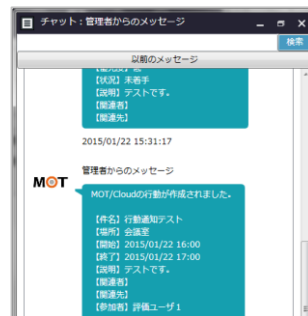 チャット : 管理者からのメッセージ
検索
以前のメッセージ
【状況】未着手
【説明】テストです。
【関連者】
【関連先】
2015/01/22 15:31:17
管理者からのメッセージ
MOT
MOT/Cloudの行動が作成されました。
【件名】行動通知テスト
【場所】会議室
【開始】2015/01/22 16:00
【終了】2015/01/22 17:00
【説明】テストです。
【関連者】
【関連先】
【参加者】評価ユーザ1